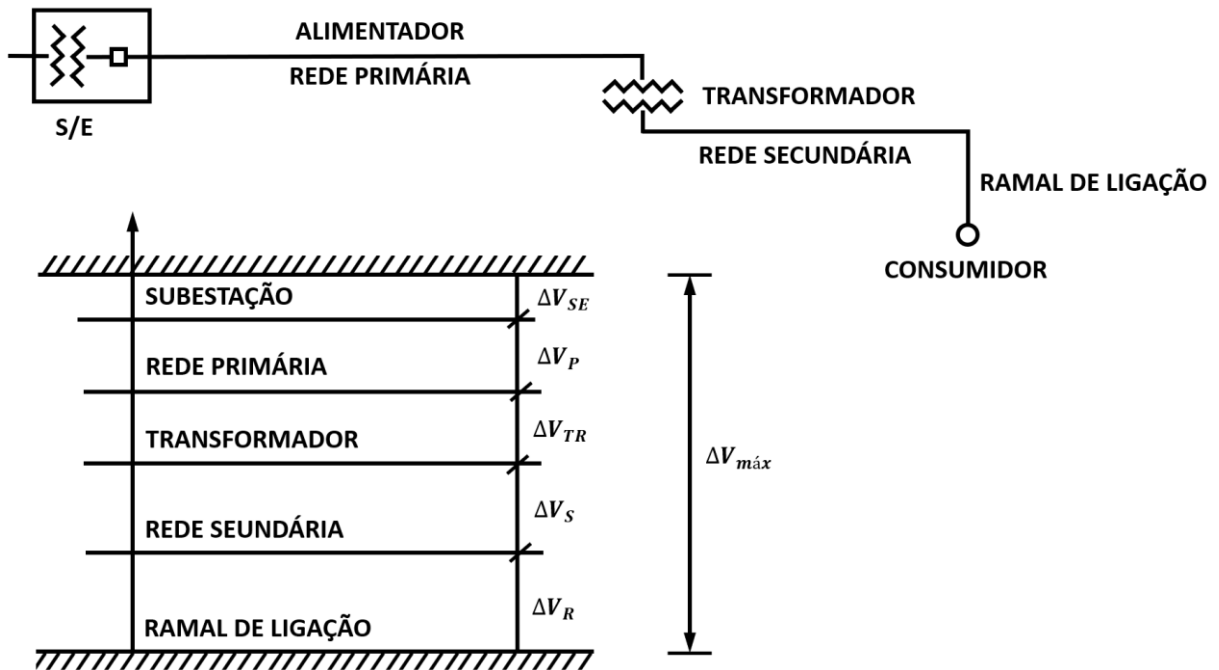 ALIMENTADOR
REDE PRIMÁRIA
S/E
TRANSFORMADOR
REDE SECUNDÁRIA
RAMAL DE LIGAÇÃO
CONSUMIDOR
SUBESTAÇÃO
ΔV_SE
REDE PRIMÁRIA
ΔV_P
TRANSFORMADOR
ΔV_TR
ΔV_máx
REDE SEUNDÁRIA
ΔV_S
RAMAL DE LIGAÇÃO
ΔV_R